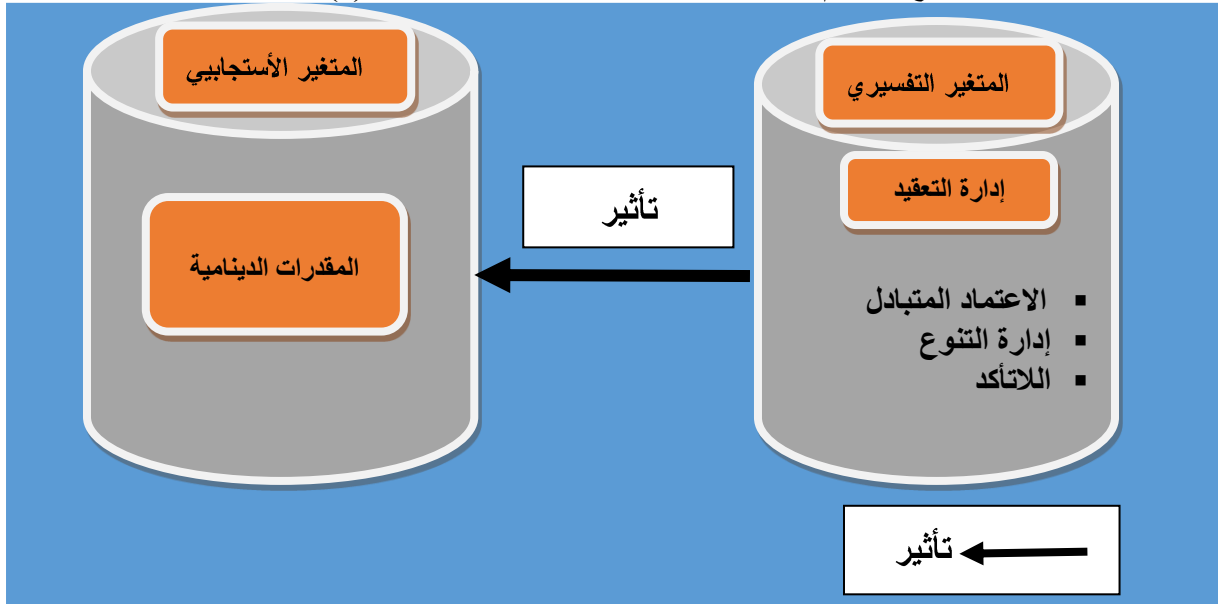 المتغير التفسيري
المتغير الأستجابيي
إدارة التعقيد
تأثير
المقدرات الدينامية
▪ الاعتماد المتبادل
▪ إدارة التنوع
▪ اللاتأكد
تأثير